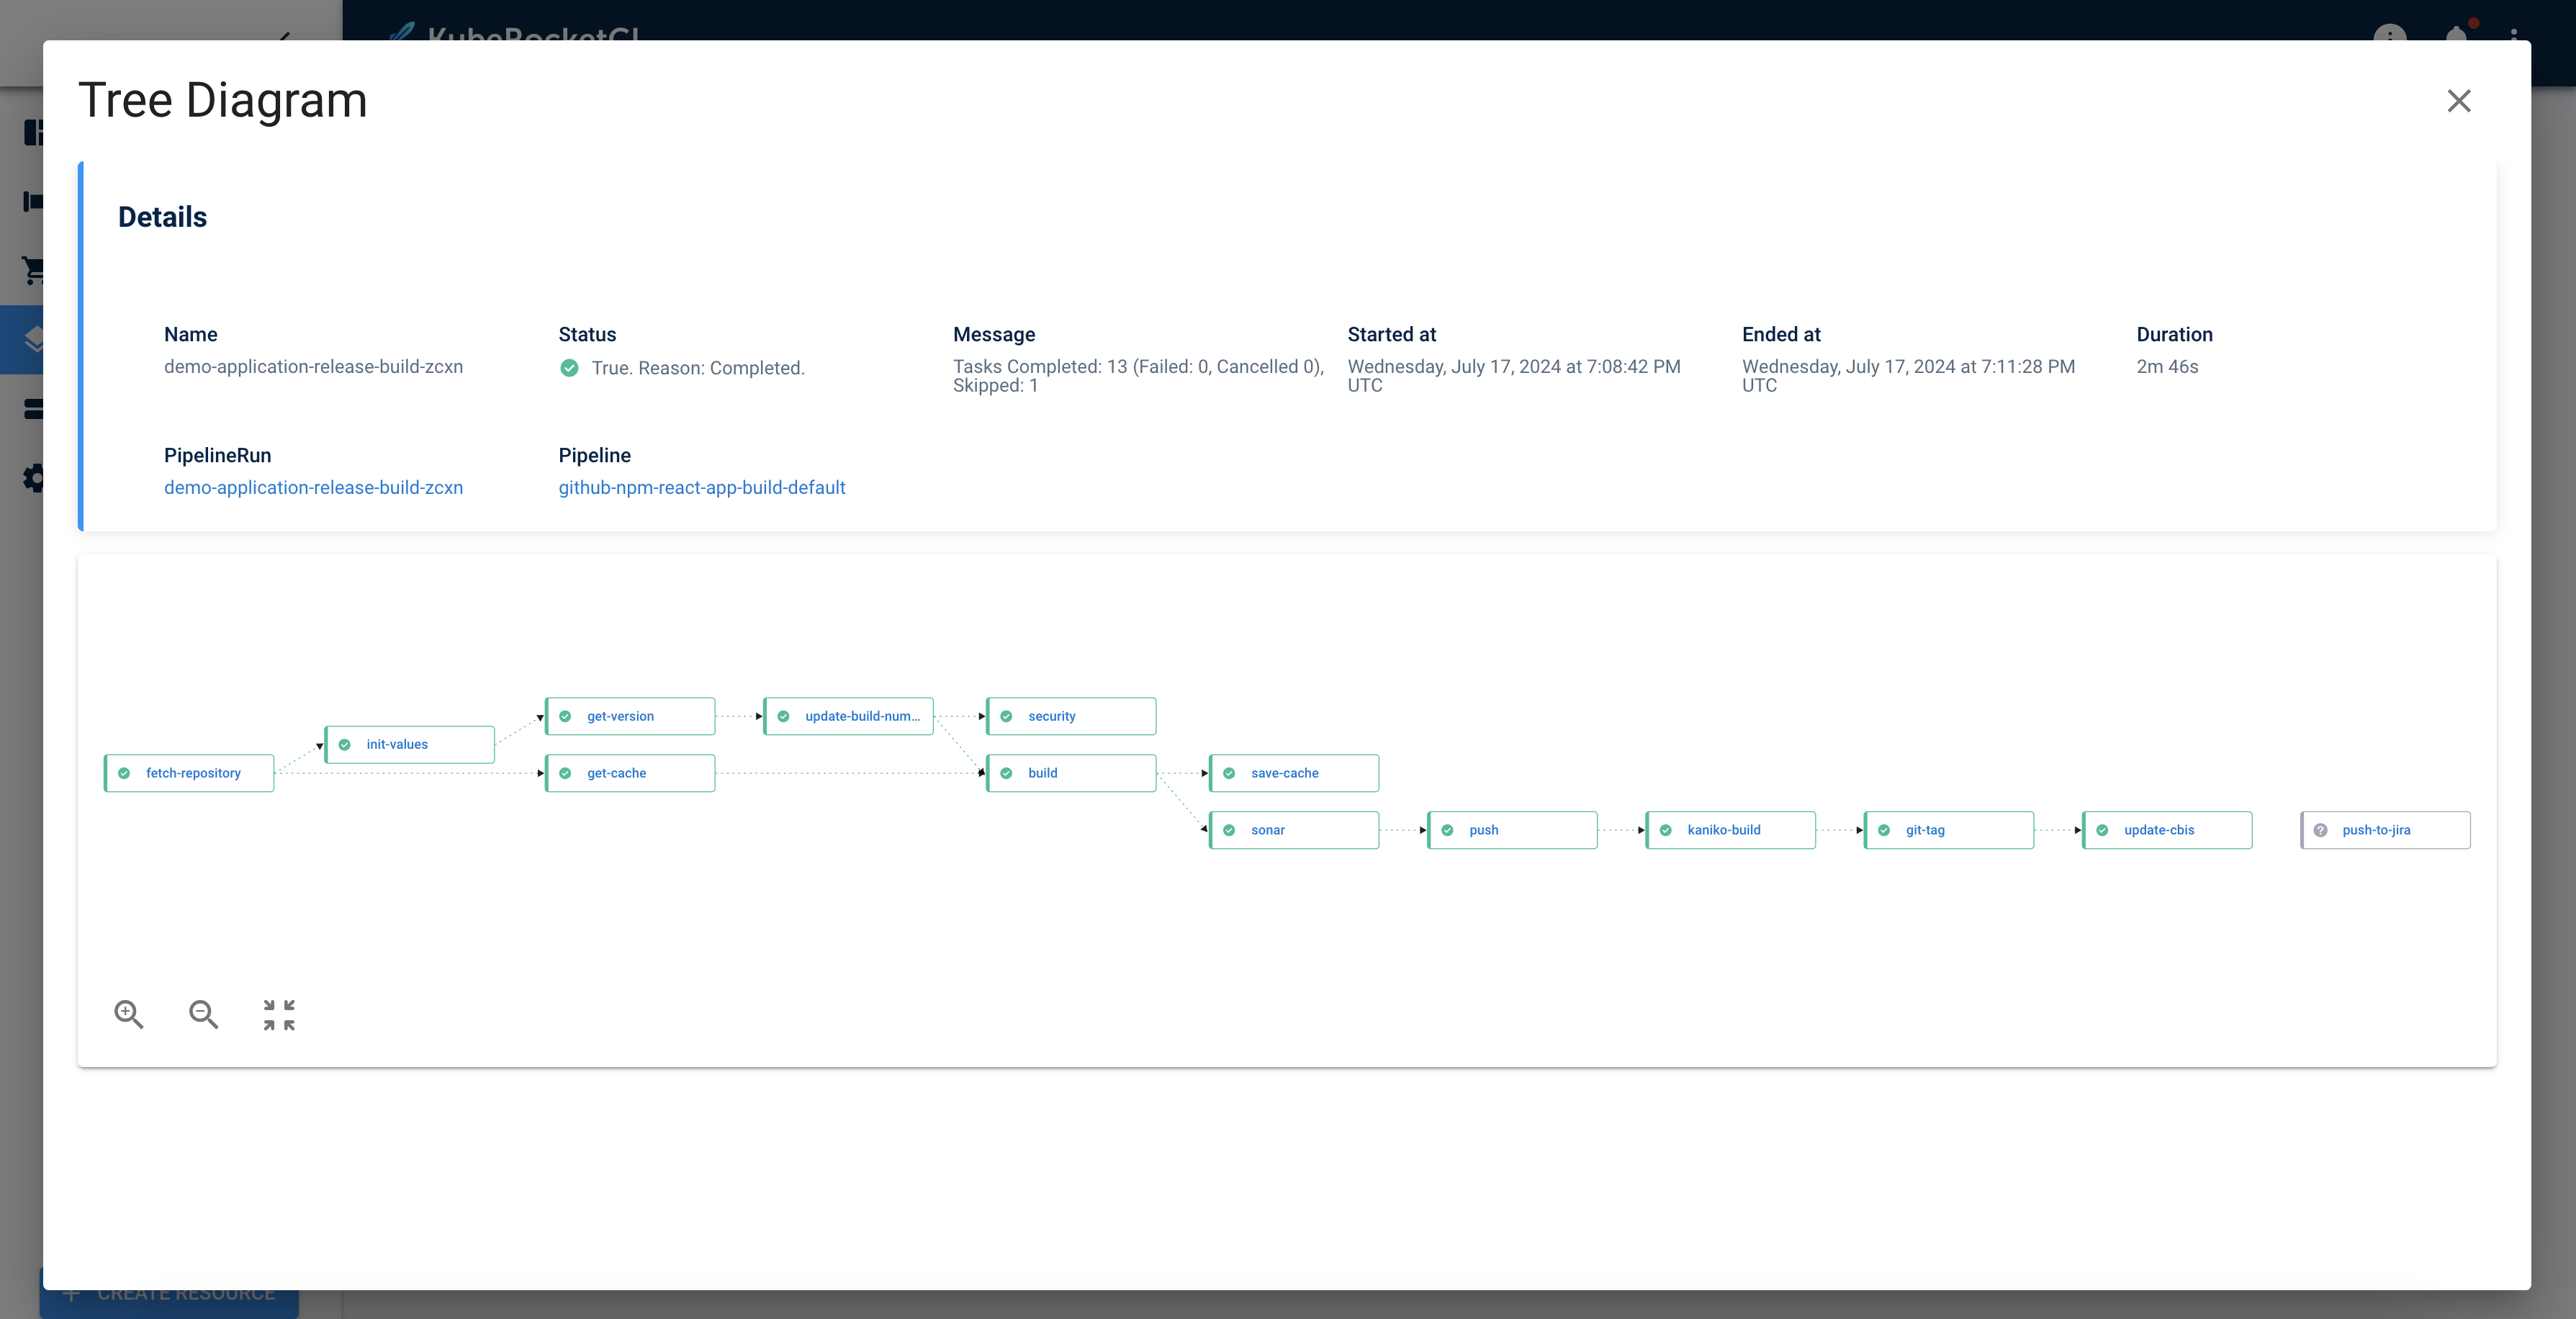 KubeRocketCI
Tree Diagram
Details
Name
demo-application-release-build-zcxn
Status
True. Reason: Completed.
Message
Tasks Completed: 13 (Failed: 0, Cancelled 0),
Skipped: 1
Started at
Wednesday, July 17, 2024 at 7:08:42 PM
UTC
Ended at
Wednesday, July 17, 2024 at 7:11:28 PM
UTC
Duration
2m 46s
PipelineRun
demo-application-release-build-zcxn
Pipeline
github-npm-react-app-build-default
fetch-repository
init-values
get-version
get-cache
update-build-num...
security
build
save-cache
sonar
push
kaniko-build
git-tag
update-cbis
push-to-jira
+ CREATE RESOURCE